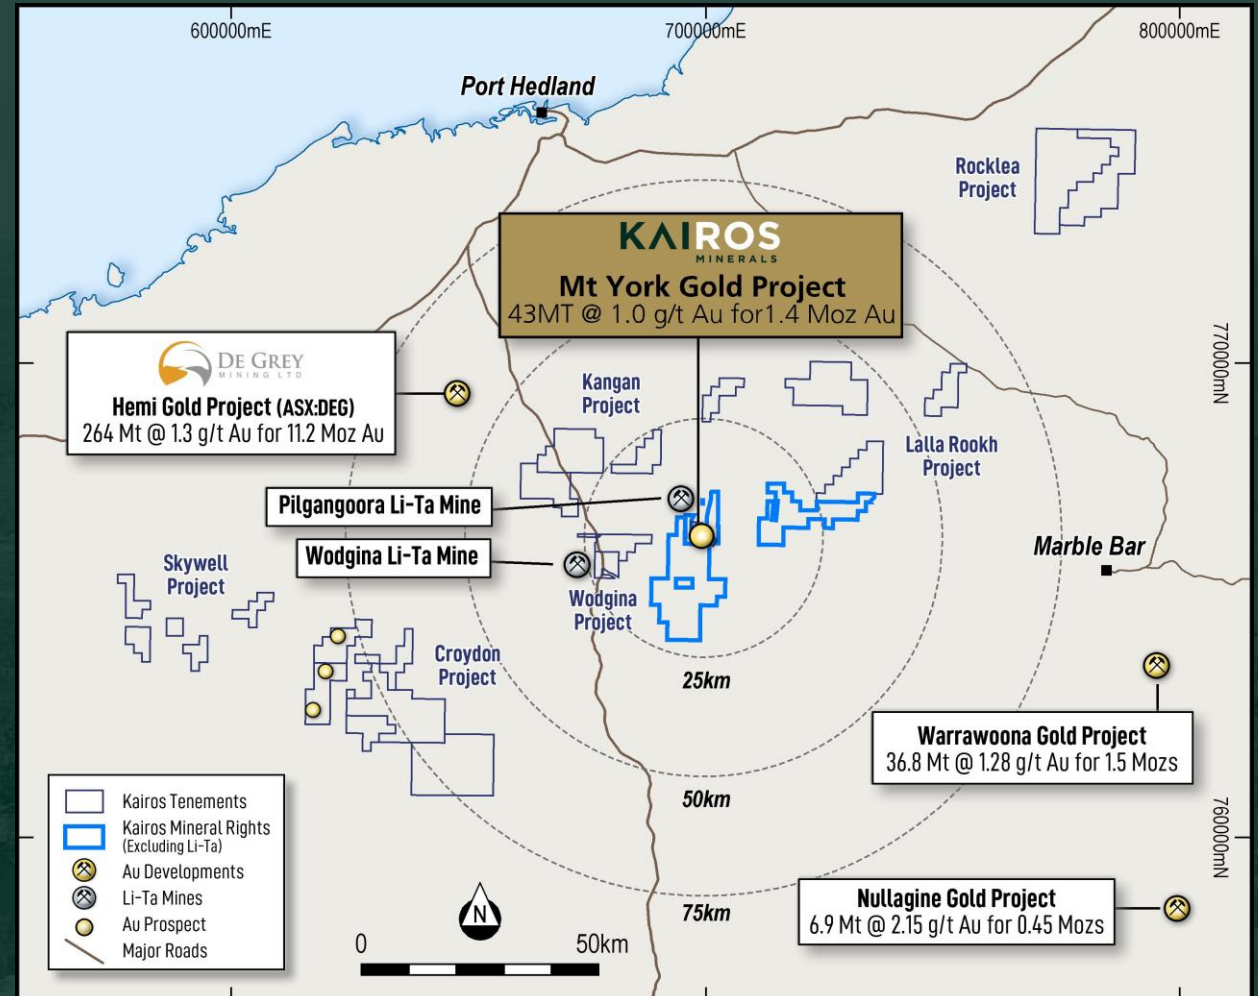 600000mE
700000mE
800000mE
Port Hedland
Rocklea
Project
KAIROS
MINERALS
Mt York Gold Project
43MT @ 1.0 g/t Au for1.4 Moz Au
7700000mN
DE GREY
MINING LTD
Hemi Gold Project (ASX:DEG)
264 Mt @ 1.3 g/t Au for 11.2 Moz Au
Kangan
Project
Lalla Rookh
Project
Pilgangoora Li-Ta Mine
Wodgina Li-Ta Mine
Marble Bar
Skywell
Project
Wodgina
Project
Croydon
Project
25km
Warrawoona Gold Project
36.8 Mt @ 1.28 g/t Au for 1.5 Mozs
50km
7600000mN
Kairos Tenements
Kairos Mineral Rights
(Excluding Li-Ta)
Au Developments
Li-Ta Mines
Au Prospect
Major Roads
N
0
50km
75km
Nullagine Gold Project
6.9 Mt @ 2.15 g/t Au for 0.45 Mozs